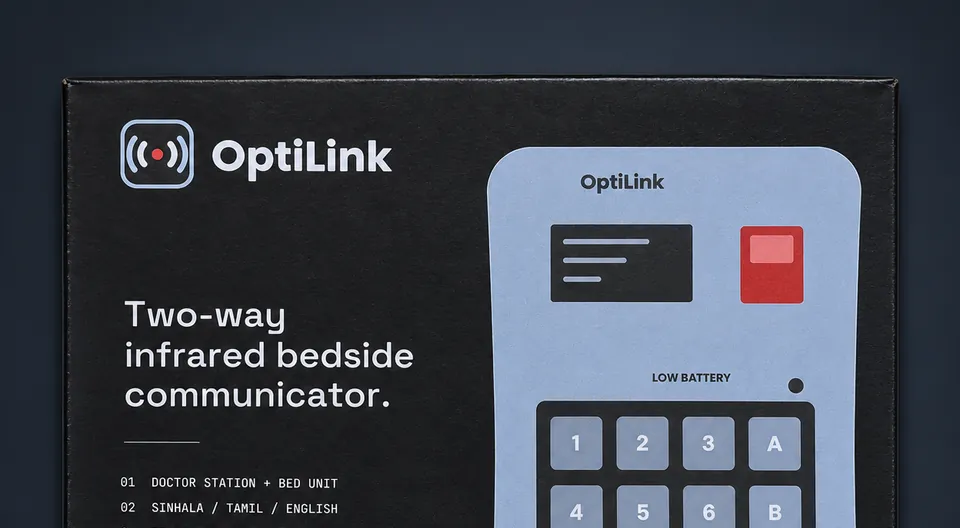 OptiLink
Two-way
infrared bedside
communicator.
01 DOCTOR STATION + BED UNIT
02 SINHALA / TAMIL / ENGLISH
OptiLink
LOW BATTERY
1 2 3 A
4 5 6 B